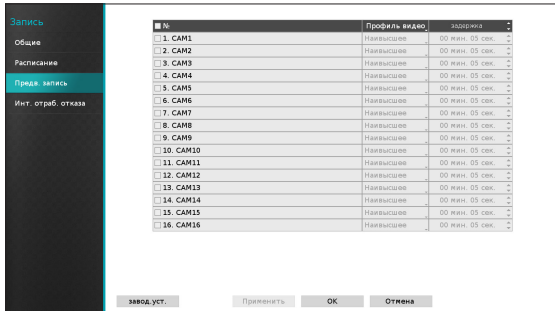 Запись
Общие
Расписание
Предв. запись
Инт. отраб. отказа
№ Профиль видео задержка
1. CAM1 Наивысшее 00 мин. 05 сек.
2. CAM2 Наивысшее 00 мин. 05 сек.
3. CAM3 Наивысшее 00 мин. 05 сек.
4. CAM4 Наивысшее 00 мин. 05 сек.
5. CAM5 Наивысшее 00 мин. 05 сек.
6. CAM6 Наивысшее 00 мин. 05 сек.
7. CAM7 Наивысшее 00 мин. 05 сек.
8. CAM8 Наивысшее 00 мин. 05 сек.
9. CAM9 Наивысшее 00 мин. 05 сек.
10. CAM10 Наивысшее 00 мин. 05 сек.
11. CAM11 Наивысшее 00 мин. 05 сек.
12. CAM12 Наивысшее 00 мин. 05 сек.
13. CAM13 Наивысшее 00 мин. 05 сек.
14. CAM14 Наивысшее 00 мин. 05 сек.
15. CAM15 Наивысшее 00 мин. 05 сек.
16. CAM16 Наивысшее 00 мин. 05 сек.
завод.уст. Применить OK Отмена